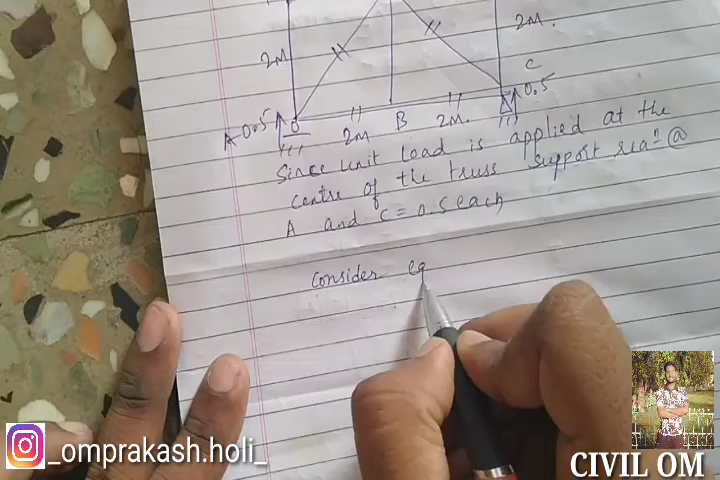 2M
2M.
C
A 0.5
0.5
2M B 2M.
Since unit load is applied at the
centre of the truss support rea? @
A and C = 0.5 each
Consider eq
_omprakash.holi_
CIVIL OM